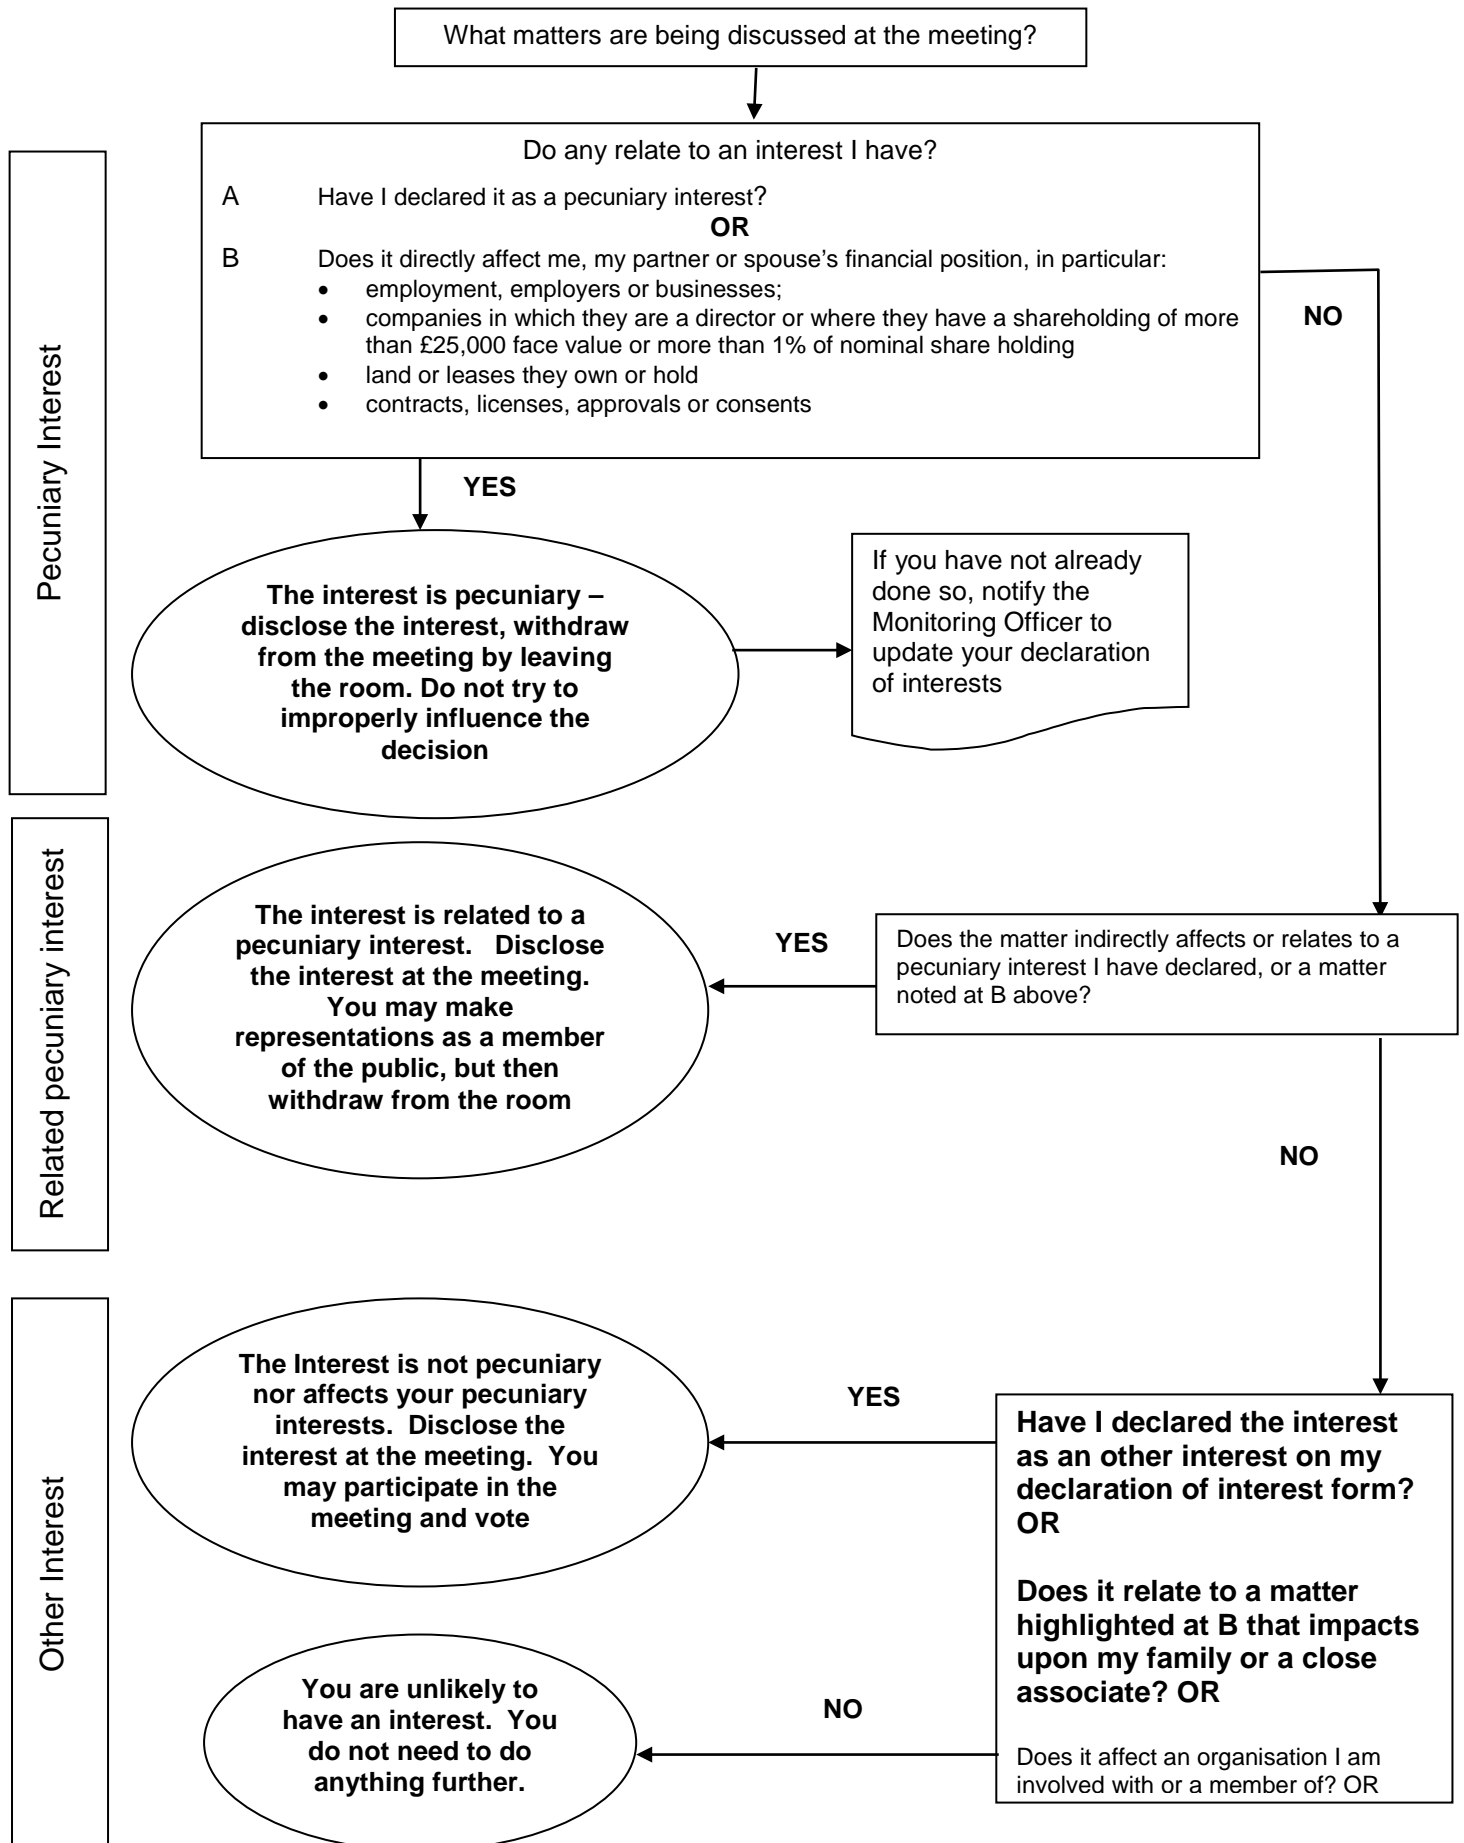 What matters are being discussed at the meeting?
Do any relate to an interest I have?
A Have I declared it as a pecuniary interest?
OR
B Does it directly affect me, my partner or spouse's financial position, in particular:
• employment, employers or businesses;
• companies in which they are a director or where they have a shareholding of more
than £25,000 face value or more than 1% of nominal share holding
• land or leases they own or hold
• contracts, licenses, approvals or consents
NO
Pecuniary Interest
YES
The interest is pecuniary –
disclose the interest, withdraw
from the meeting by leaving
the room. Do not try to
improperly influence the
decision
If you have not already
done so, notify the
Monitoring Officer to
update your declaration
of interests
Related pecuniary interest
The interest is related to a
pecuniary interest. Disclose
the interest at the meeting.
You may make
representations as a member
of the public, but then
withdraw from the room
YES
Does the matter indirectly affects or relates to a
pecuniary interest I have declared, or a matter
noted at B above?
NO
Other Interest
The Interest is not pecuniary
nor affects your pecuniary
interests. Disclose the
interest at the meeting. You
may participate in the
meeting and vote
YES
Have I declared the interest
as an other interest on my
declaration of interest form?
OR
Does it relate to a matter
highlighted at B that impacts
upon my family or a close
associate? OR
Does it affect an organisation I am
involved with or a member of? OR
NO
You are unlikely to
have an interest. You
do not need to do
anything further.